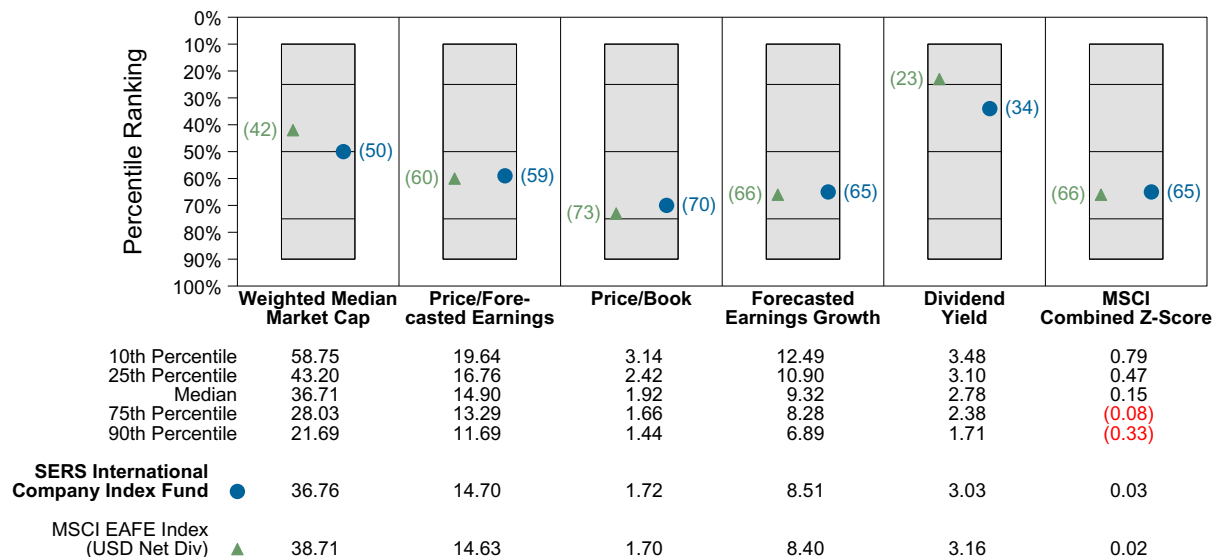 Percentile Ranking
0%
10%
20%
30%
40%
50%
60%
70%
80%
90%
100%
(42) (50)
(60) (59)
(73) (70)
(66) (65)
(23) (34)
(66) (65)
Weighted Median Market Cap
Price/Fore-casted Earnings
Price/Book
Forecasted Earnings Growth
Dividend Yield
MSCI Combined Z-Score
10th Percentile 58.75 19.64 3.14 12.49 3.48 0.79
25th Percentile 43.20 16.76 2.42 10.90 3.10 0.47
Median 36.71 14.90 1.92 9.32 2.78 0.15
75th Percentile 28.03 13.29 1.66 8.28 2.38 (0.08)
90th Percentile 21.69 11.69 1.44 6.89 1.71 (0.33)
SERS International
Company Index Fund 36.76 14.70 1.72 8.51 3.03 0.03
MSCI EAFE Index
(USD Net Div) 38.71 14.63 1.70 8.40 3.16 0.02